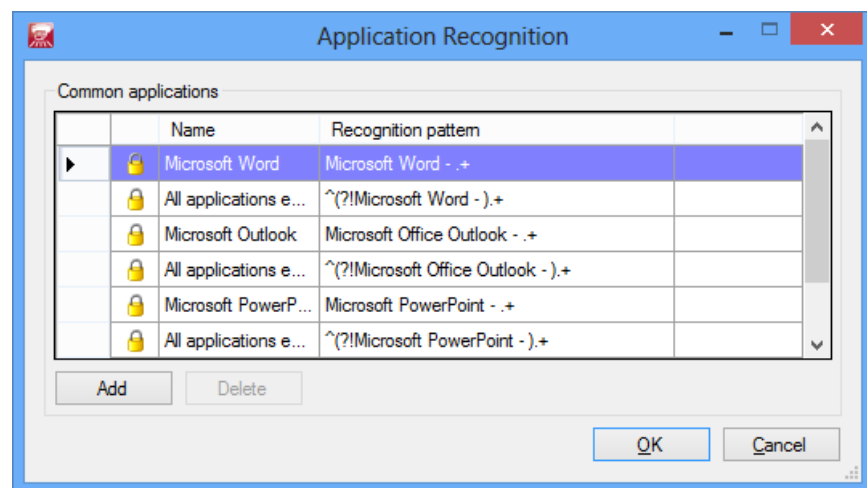 Application Recognition
Common applications
Name Recognition pattern
Microsoft Word Microsoft Word - .+
All applications e... ^(?!Microsoft Word - ).+
Microsoft Outlook Microsoft Office Outlook - .+
All applications e... ^(?!Microsoft Office Outlook - ).+
Microsoft PowerP... Microsoft PowerPoint - .+
All applications e... ^(?!Microsoft PowerPoint - ).+
Add Delete
OK Cancel